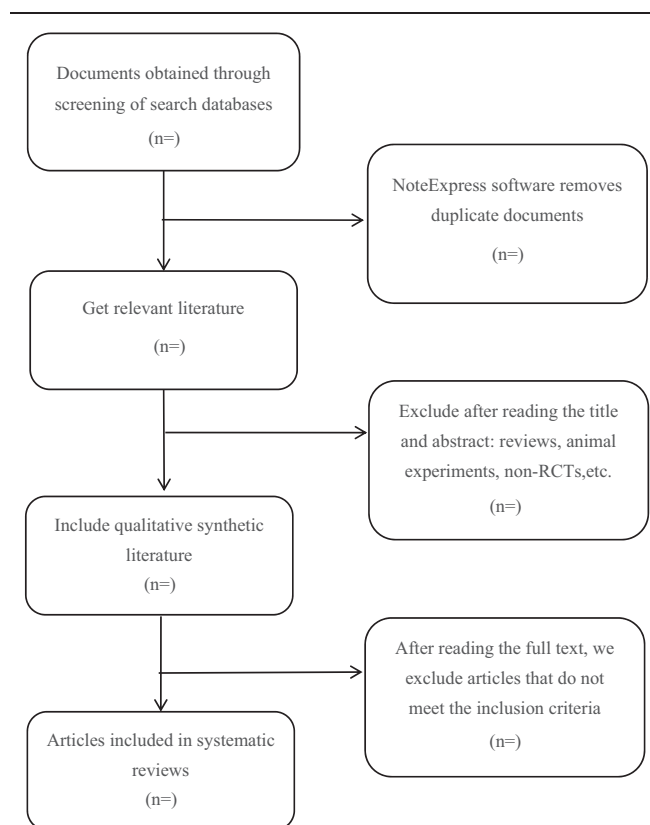 Documents obtained through
screening of search databases
(n=)
NoteExpress software removes
duplicate documents
(n=)
Get relevant literature
(n=)
Exclude after reading the title
and abstract: reviews, animal
experiments, non-RCTs,etc.
(n=)
Include qualitative synthetic
literature
(n=)
After reading the full text, we
exclude articles that do not
meet the inclusion criteria
(n=)
Articles included in systematic
reviews
(n=)